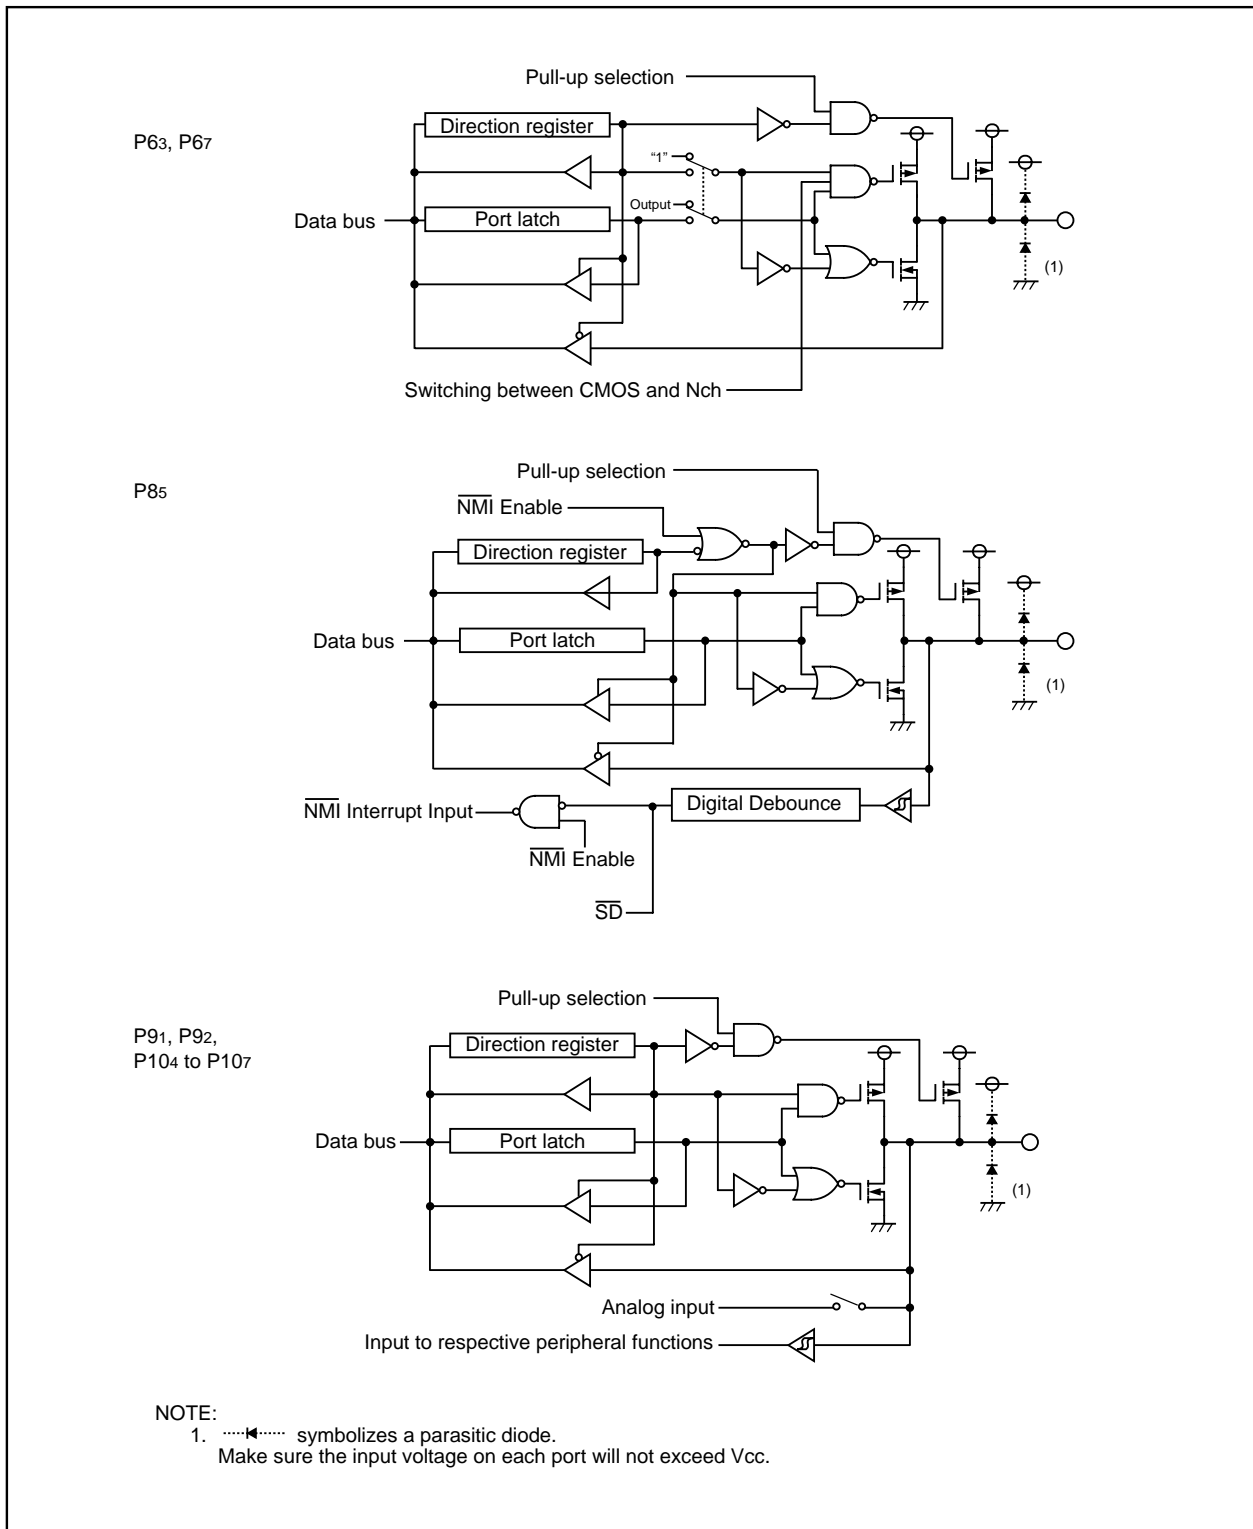 Pull-up selection
P63, P67
Direction register
“1”
Output
Data bus
Port latch
(1)
Switching between CMOS and Nch
Pull-up selection
P85
NMI Enable
Direction register
Data bus
Port latch
(1)
NMI Interrupt Input
Digital Debounce
NMI Enable
SD
Pull-up selection
P91, P92,
P104 to P107
Direction register
Data bus
Port latch
(1)
Analog input
Input to respective peripheral functions
NOTE:
1. symbolizes a parasitic diode.
Make sure the input voltage on each port will not exceed Vcc.